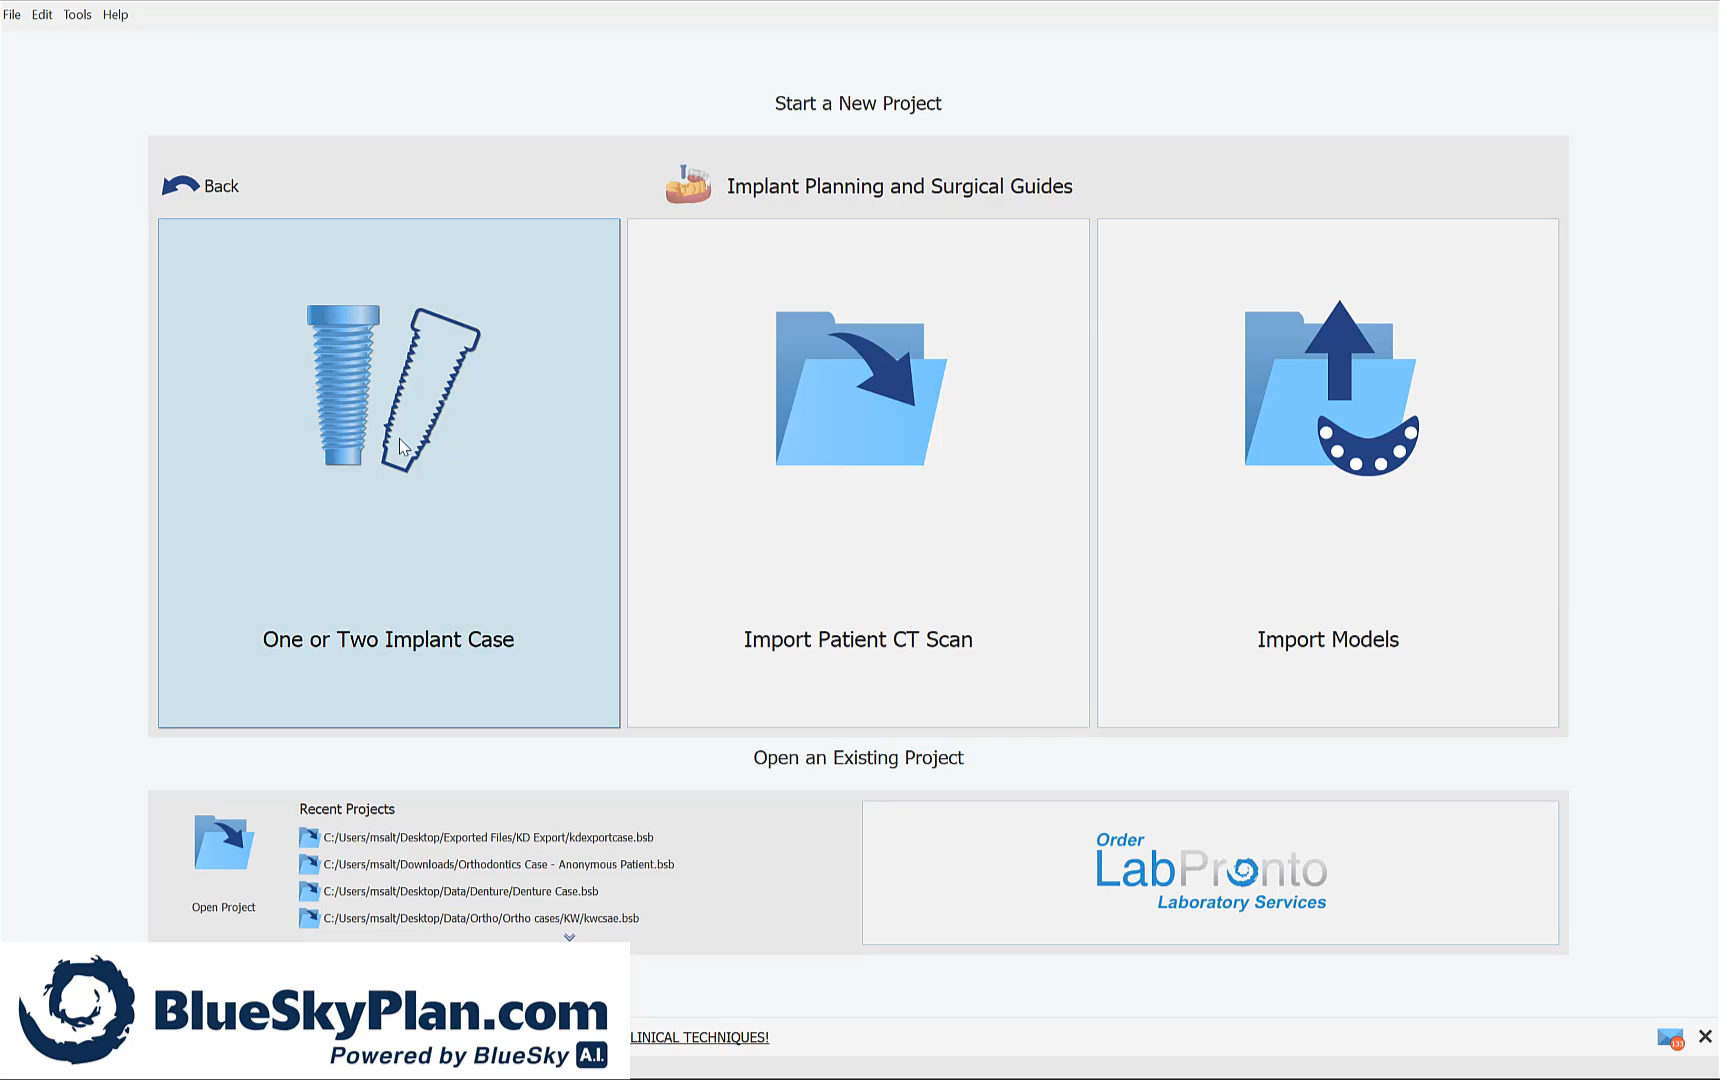 File Edit Tools Help
Start a New Project
Back
Implant Planning and Surgical Guides
One or Two Implant Case
Import Patient CT Scan
Import Models
Open an Existing Project
Open Project
Recent Projects
C:/Users/msalt/Desktop/Exported Files/KD Export/kdexportcase.bsb
C:/Users/msalt/Downloads/Orthodontics Case - Anonymous Patient.bsb
C:/Users/msalt/Desktop/Data/Denture/Denture Case.bsb
C:/Users/msalt/Desktop/Data/Ortho/Ortho cases/KW/kwcsae.bsb
Order
LabPronto
Laboratory Services
BlueSkyPlan.com
Powered by BlueSky A.I.
LINICAL TECHNIQUES!
133